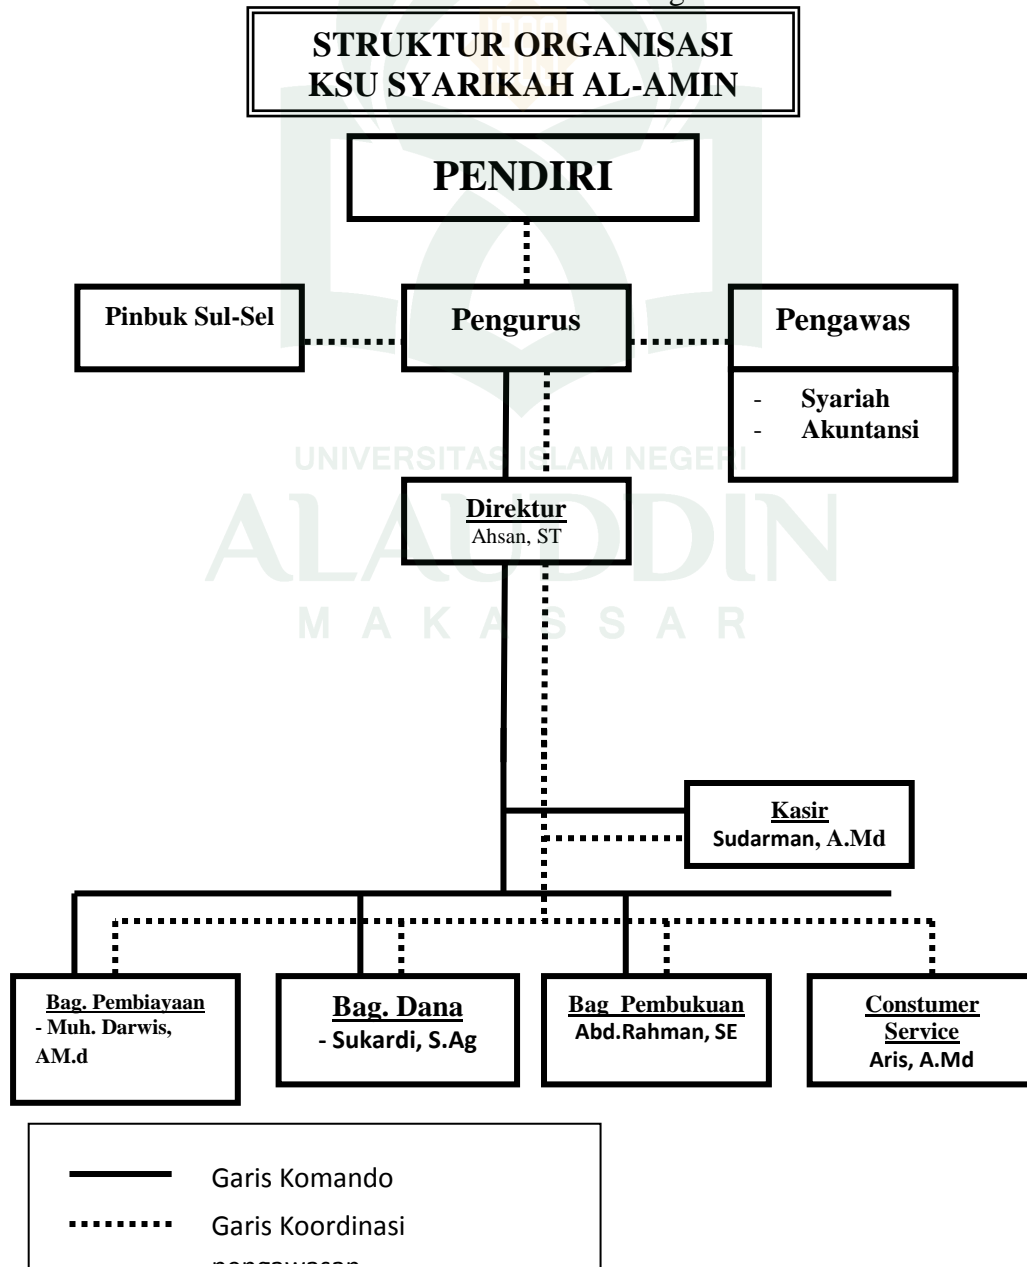 STRUKTUR ORGANISASI
KSU SYARIKAH AL-AMIN
PENDIRI
Pinbuk Sul-Sel
Pengurus
Pengawas
- Syariah
- Akuntansi
UNIVERSITAS ISLAM NEGERI
ALAUDDIN
MAKASSAR
Direktur
Ahsan, ST
Kasir
Sudarman, A.Md
Bag. Pembiayaan
- Muh. Darwis,
AM.d
Bag. Dana
- Sukardi, S.Ag
Bag Pembukuan
Abd.Rahman, SE
Constumer
Service
Aris, A.Md
Garis Komando
Garis Koordinasi